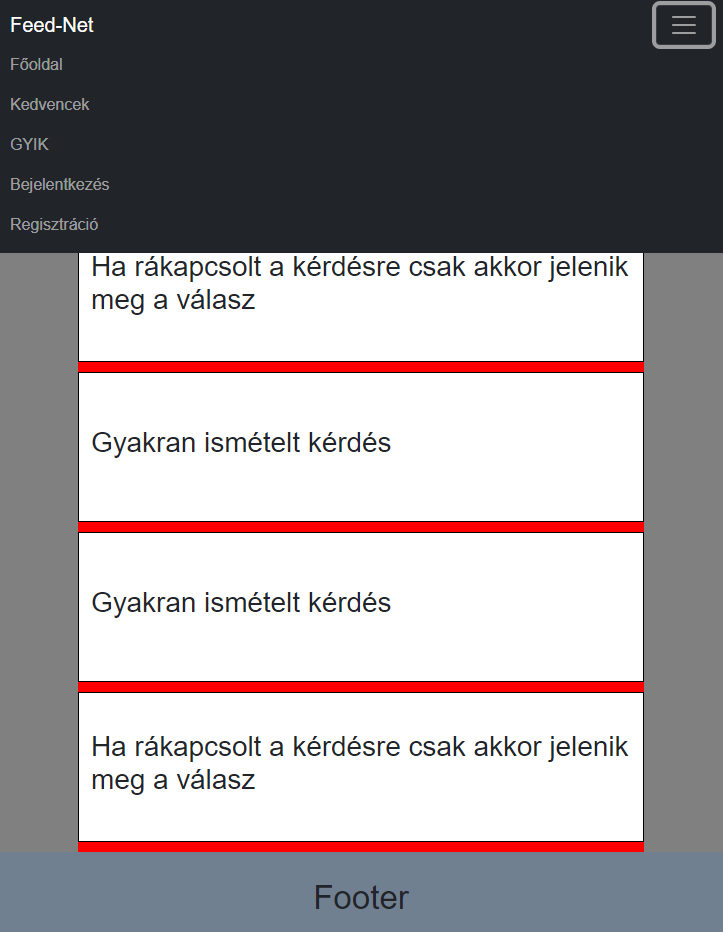 Feed-Net
Főoldal
Kedvencek
GYIK
Bejelentkezés
Regisztráció
Ha rákapcsolt a kérdésre csak akkor jelenik
meg a válasz
Gyakran ismételt kérdés
Gyakran ismételt kérdés
Ha rákapcsolt a kérdésre csak akkor jelenik
meg a válasz
Footer